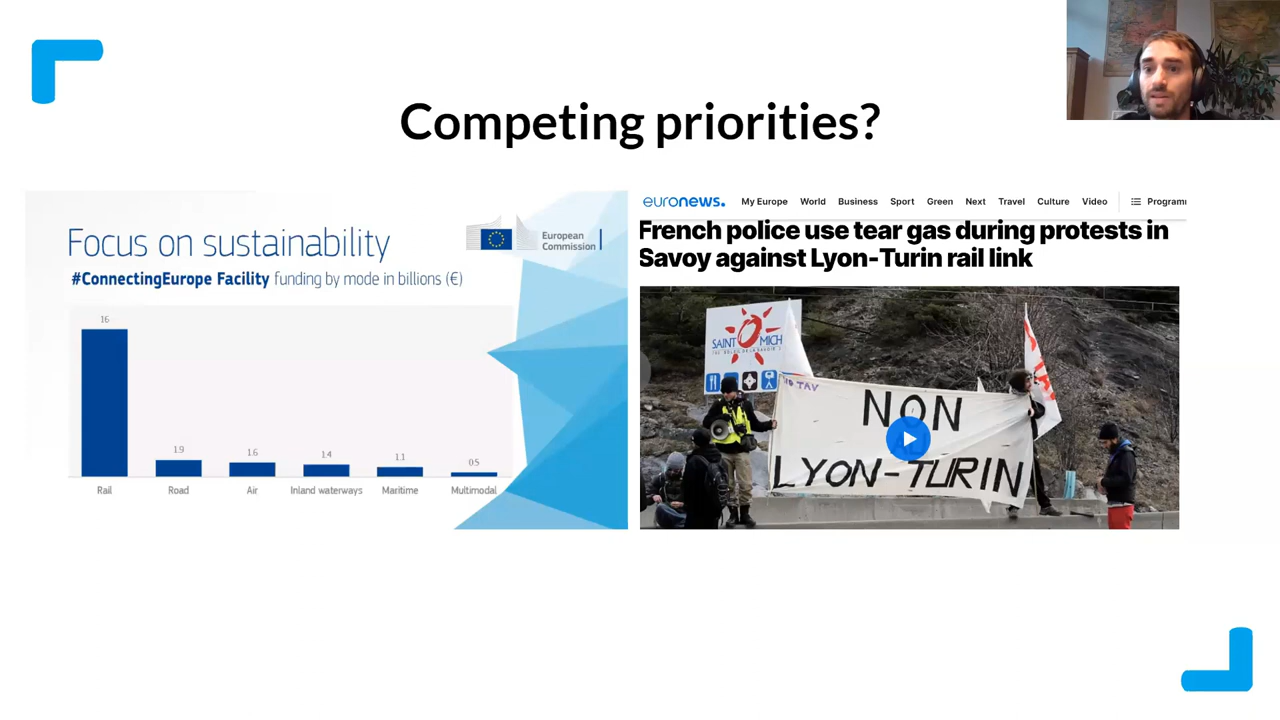 Competing priorities?
Focus on sustainability
European
Commission
#ConnectingEurope Facility funding by mode in billions (€)
16
1.9
1.6
1.4
1.1
0.5
Rail
Road
Air
Inland waterways
Maritime
Multimodal
euronews.
My Europe
World
Business
Sport
Green
Next
Travel
Culture
Video
French police use tear gas during protests in
Savoy against Lyon-Turin rail link
SAINT
MICH
TAV
NON
LYON-TURIN